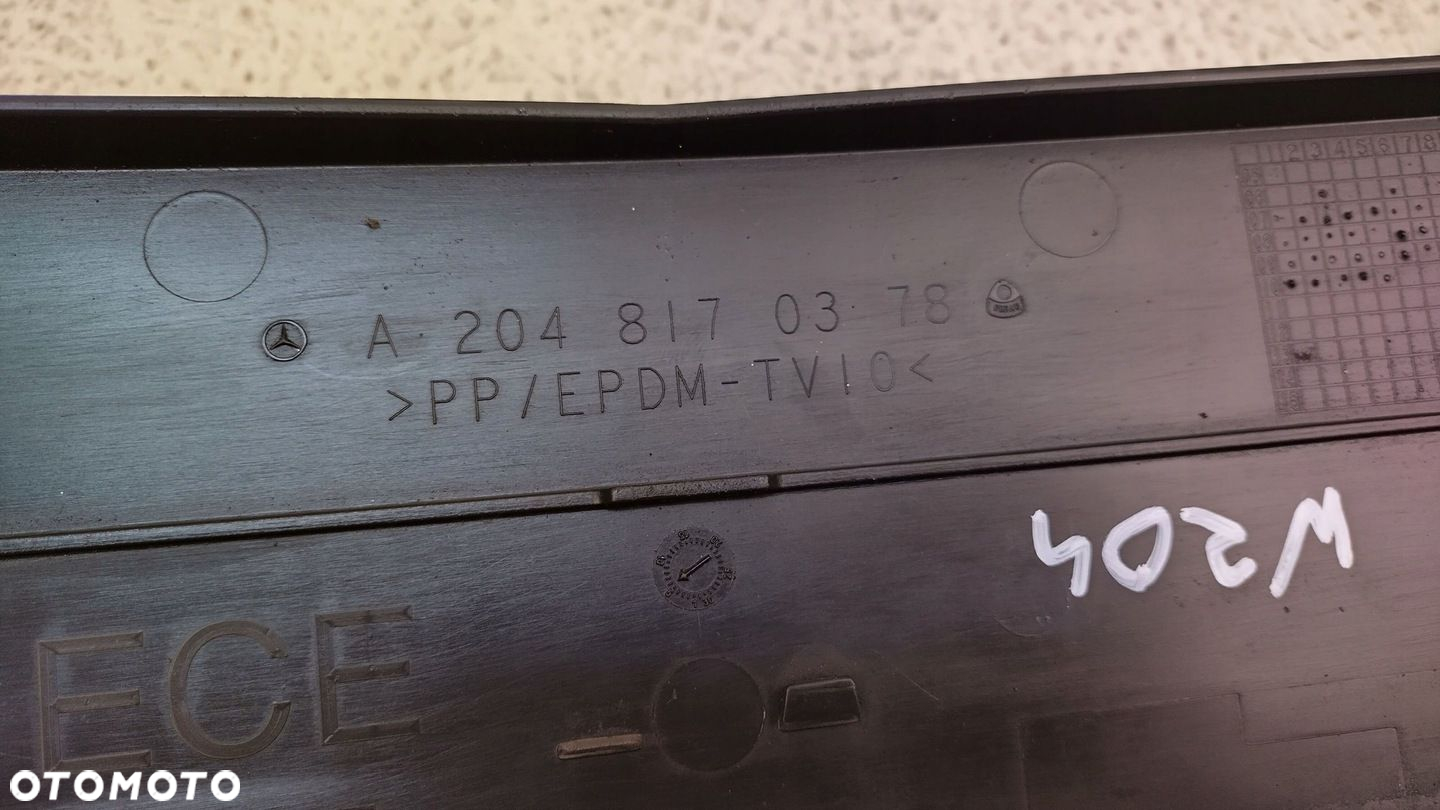 A 204 817 03 78
>PP/EPDM-TV10<
W204
ECE
OTOMOTO